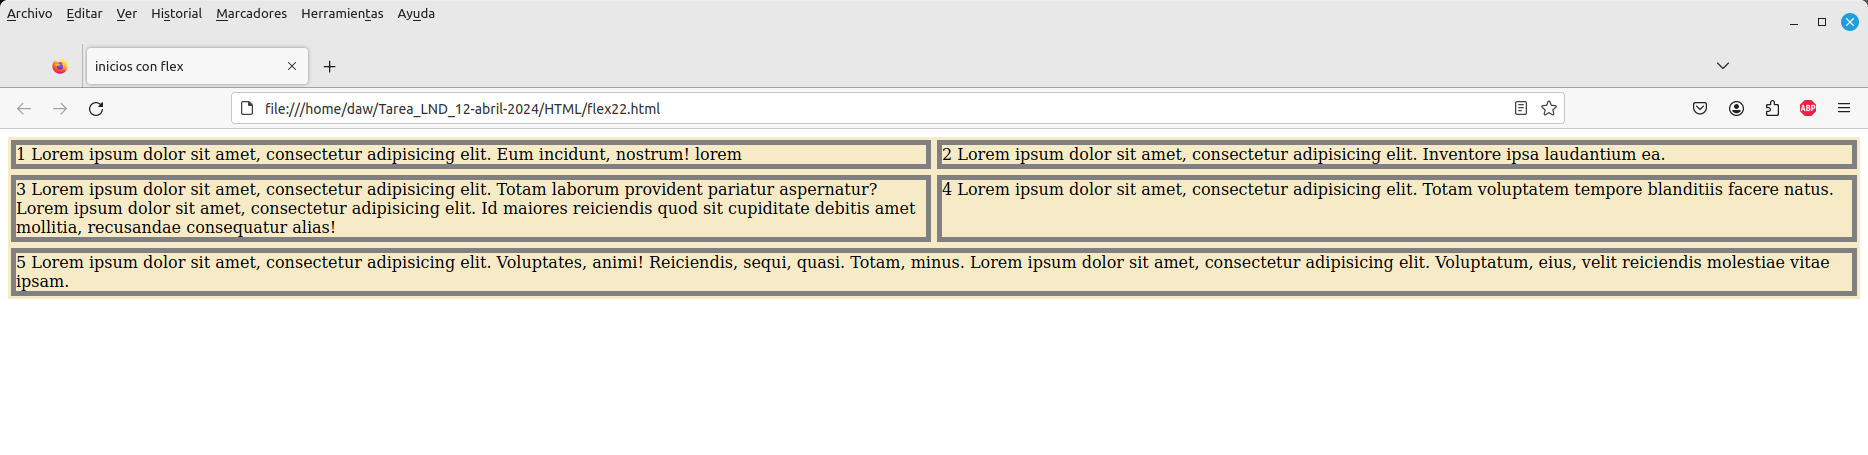 Archivo Editar Ver Historial Marcadores Herramientas Ayuda
inicios con flex
file:///home/daw/Tarea_LND_12-abril-2024/HTML/flex22.html
ABP
1 Lorem ipsum dolor sit amet, consectetur adipisicing elit. Eum incidunt, nostrum! lorem
2 Lorem ipsum dolor sit amet, consectetur adipisicing elit. Inventore ipsa laudantium ea.
3 Lorem ipsum dolor sit amet, consectetur adipisicing elit. Totam laborum provident pariatur aspernatur?
Lorem ipsum dolor sit amet, consectetur adipisicing elit. Id maiores reiciendis quod sit cupiditate debitis amet
mollitia, recusandae consequatur alias!
4 Lorem ipsum dolor sit amet, consectetur adipisicing elit. Totam voluptatem tempore blanditiis facere natus.
5 Lorem ipsum dolor sit amet, consectetur adipisicing elit. Voluptates, animi! Reiciendis, sequi, quasi. Totam, minus. Lorem ipsum dolor sit amet, consectetur adipisicing elit. Voluptatum, eius, velit reiciendis molestiae vitae
ipsam.